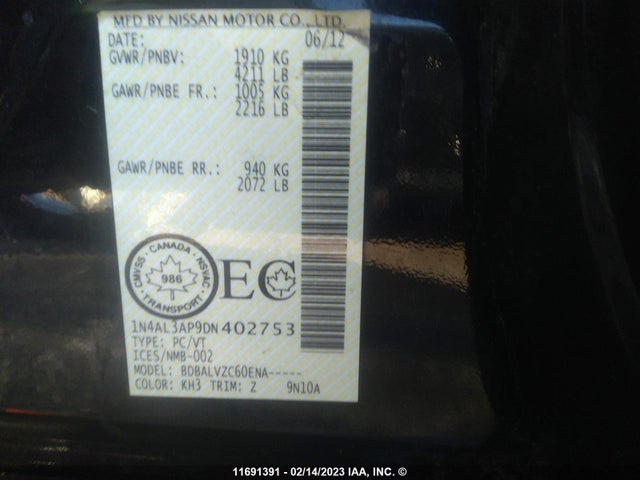 MFD BY NISSAN MOTOR CO., LTD.
DATE: 06/12
GVWR/PNBV: 1910 KG
4211 LB
GAWR/PNBE FR.: 1005 KG
2216 LB
GAWR/PNBE RR.: 940 KG
2072 LB
CMVSS · CANADA · NSVAC
986
TRANSPORT
EC
1N4AL3AP9DN402753
TYPE: PC/VT
ICES/NMB-002
MODEL: BDBALVZC60ENA-----
COLOR: KH3 TRIM: Z 9N10A
11691391 - 02/14/2023 IAA, INC. ©